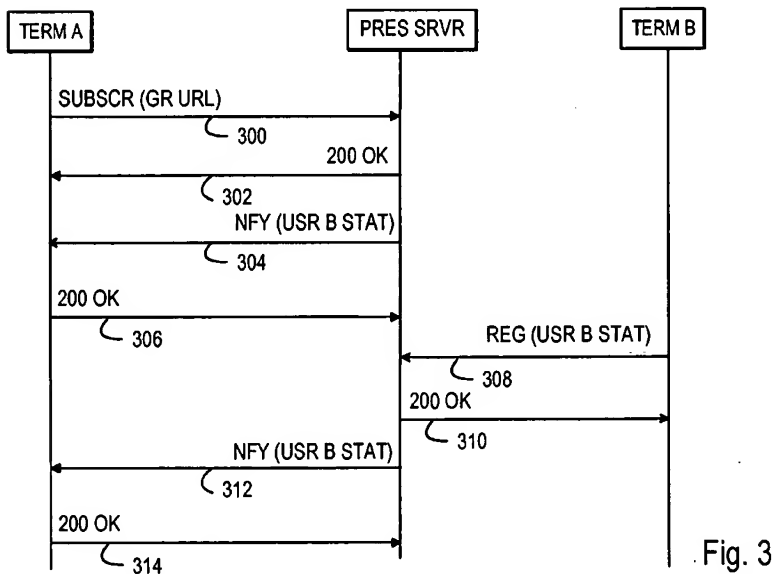 TERM A
PRES SRVR
TERM B
SUBSCR (GR URL)
300
200 OK
302
NFY (USR B STAT)
304
200 OK
306
REG (USR B STAT)
308
200 OK
310
NFY (USR B STAT)
312
200 OK
314
Fig. 3